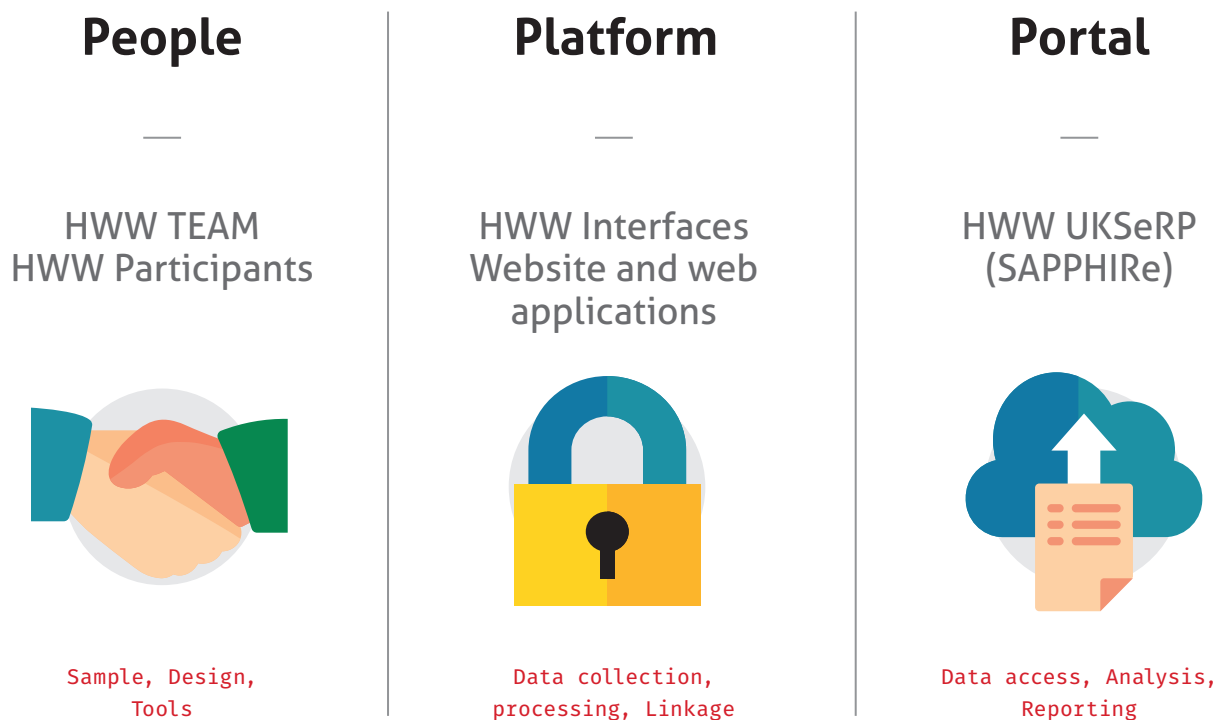 People
HWW TEAM
HWW Participants
Sample, Design,
Tools
Platform
HWW Interfaces
Website and web
applications
Data collection,
processing, Linkage
Portal
HWW UKSeRP
(SAPPHIRe)
Data access, Analysis,
Reporting